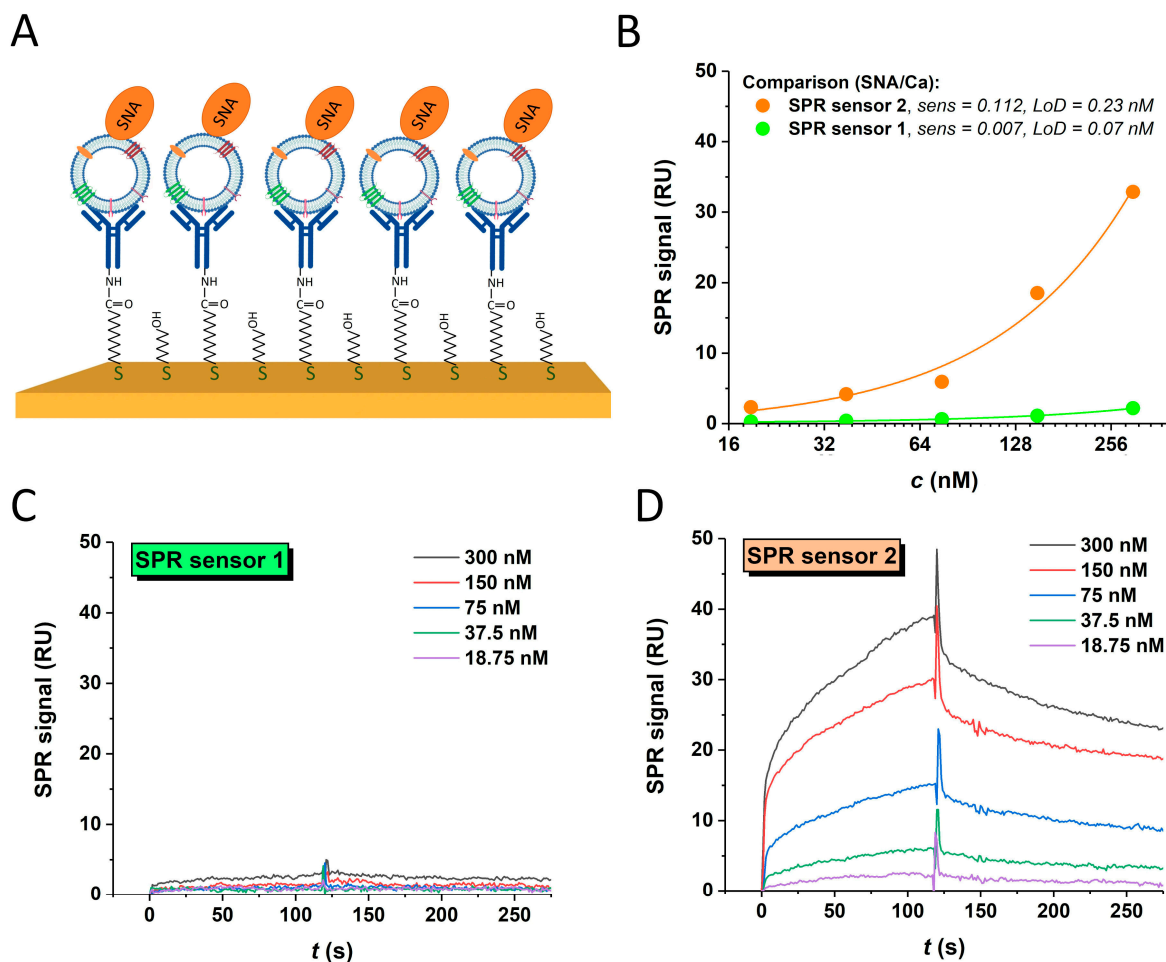 A
SNA SNA SNA SNA SNA
NH NH NH NH NH
C=O C=O C=O C=O C=O
HO HO HO HO HO
S S S S S S S S S S
B
Comparison (SNA/Ca):
SPR sensor 2, sens = 0.112, LoD = 0.23 nM
SPR sensor 1, sens = 0.007, LoD = 0.07 nM
SPR signal (RU)
50
40
30
20
10
0
16 32 64 128 256
c (nM)
C
SPR sensor 1
300 nM
150 nM
75 nM
37.5 nM
18.75 nM
SPR signal (RU)
50
40
30
20
10
0
0 50 100 150 200 250
t (s)
D
SPR sensor 2
300 nM
150 nM
75 nM
37.5 nM
18.75 nM
SPR signal (RU)
50
40
30
20
10
0
0 50 100 150 200 250
t (s)